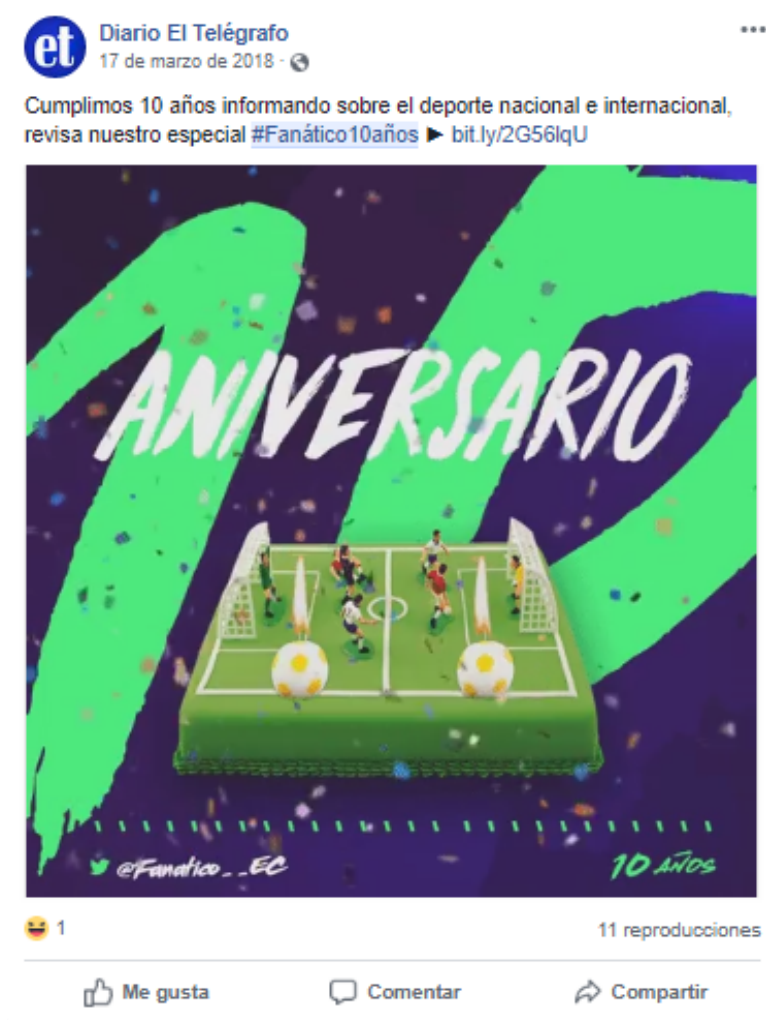 et
Diario El Telégrafo
17 de marzo de 2018 ·
Cumplimos 10 años informando sobre el deporte nacional e internacional,
revisa nuestro especial #Fanático10años ► bit.ly/2G56lqU
10
ANIVERSARIO
@Fanatico__EC
10 AÑOS
1
11 reproducciones
Me gusta
Comentar
Compartir